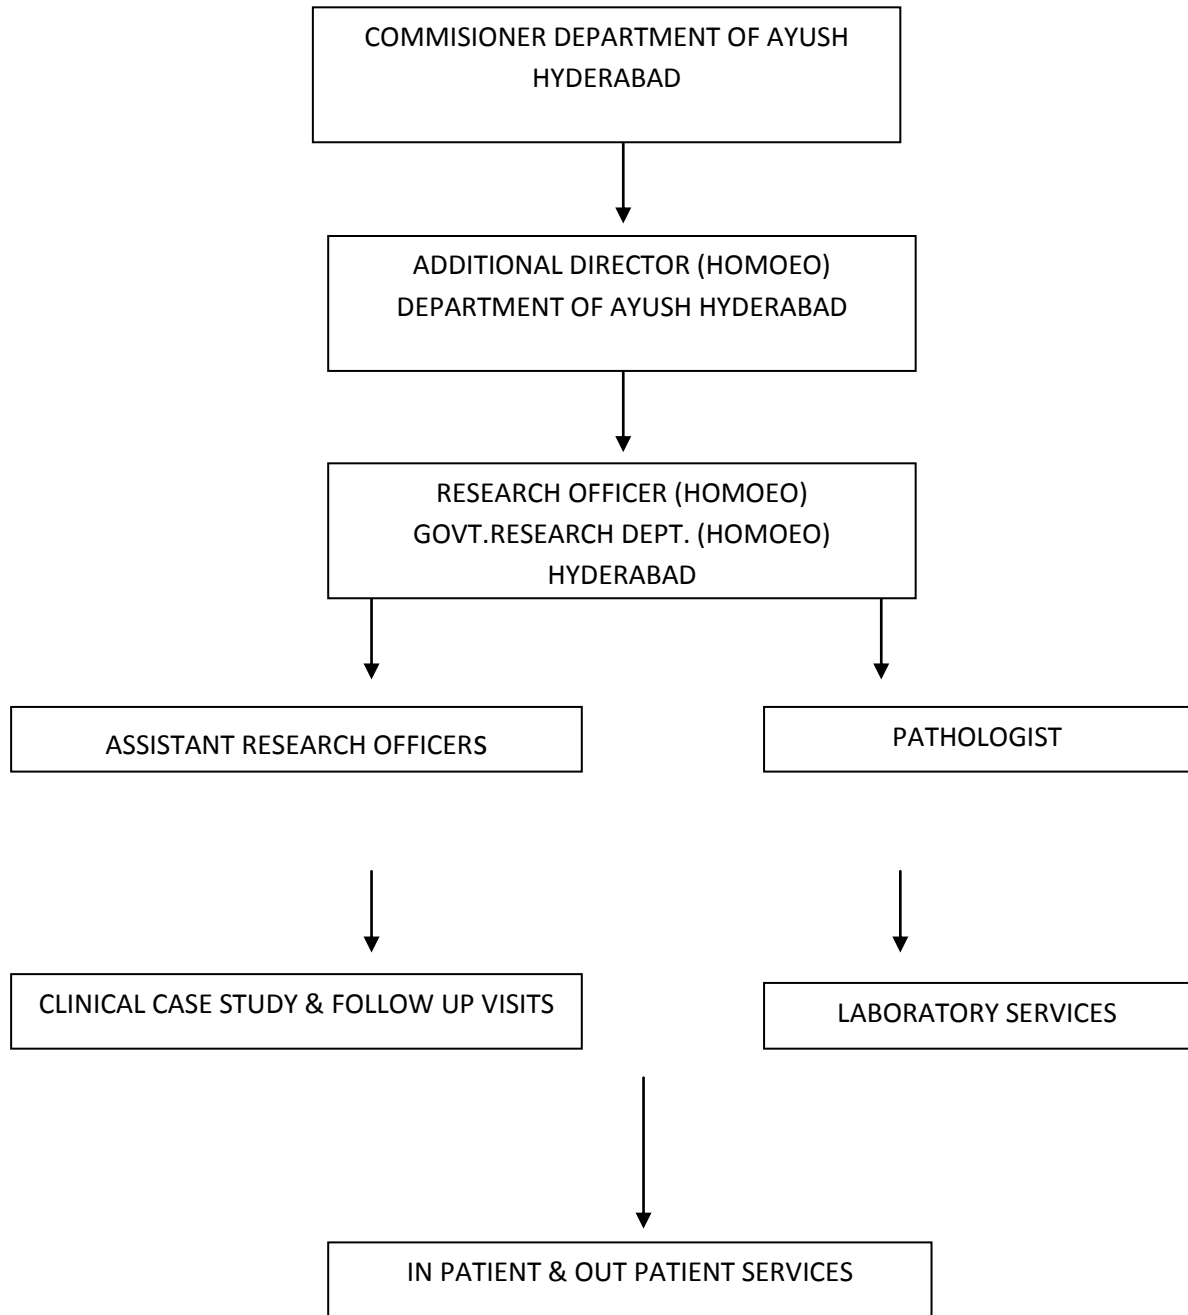 COMMISIONER DEPARTMENT OF AYUSH
HYDERABAD
ADDITIONAL DIRECTOR (HOMOEO)
DEPARTMENT OF AYUSH HYDERABAD
RESEARCH OFFICER (HOMOEO)
GOVT.RESEARCH DEPT. (HOMOEO)
HYDERABAD
ASSISTANT RESEARCH OFFICERS
PATHOLOGIST
CLINICAL CASE STUDY & FOLLOW UP VISITS
LABORATORY SERVICES
IN PATIENT & OUT PATIENT SERVICES